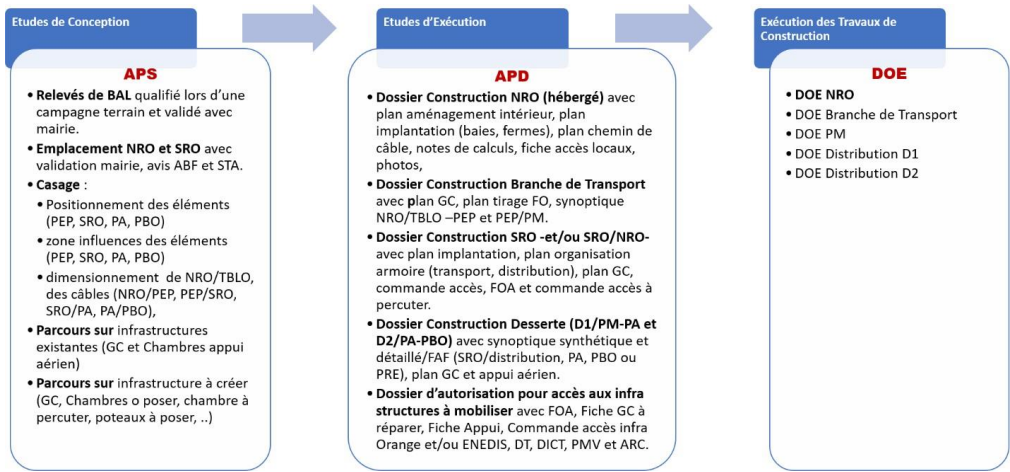 Etudes de Conception
APS
• Relevés de BAL qualifié lors d'une
campagne terrain et validé avec
mairie.
• Emplacement NRO et SRO avec
validation mairie, avis ABF et STA.
• Casage :
• Positionnement des éléments
(PEP, SRO, PA, PBO)
• zone influences des éléments
(PEP, SRO, PA, PBO)
• dimensionnement de NRO/TBLO,
des câbles (NRO/PEP, PEP/SRO,
SRO/PA, PA/PBO),
• Parcours sur infrastructures
existantes (GC et Chambres appui
aérien)
• Parcours sur infrastructure à créer
(GC, Chambres o poser, chambre à
percuter, poteaux à poser, ..)
Etudes d'Exécution
APD
• Dossier Construction NRO (hébergé) avec
plan aménagement intérieur, plan
implantation (baies, fermes), plan chemin de
câble, notes de calculs, fiche accès locaux,
photos,
• Dossier Construction Branche de Transport
avec plan GC, plan tirage FO, synoptique
NRO/TBLO –PEP et PEP/PM.
• Dossier Construction SRO -et/ou SRO/NRO-
avec plan implantation, plan organisation
armoire (transport, distribution), plan GC,
commande accès, FOA et commande accès à
percuter.
• Dossier Construction Desserte (D1/PM-PA et
D2/PA-PBO) avec synoptique synthétique et
détaillé/FAF (SRO/distribution, PA, PBO ou
PRE), plan GC et appui aérien.
• Dossier d'autorisation pour accès aux infra
structures à mobiliser avec FOA, Fiche GC à
réparer, Fiche Appui, Commande accès infra
Orange et/ou ENEDIS, DT, DICT, PMV et ARC.
Exécution des Travaux de
Construction
DOE
• DOE NRO
• DOE Branche de Transport
• DOE PM
• DOE Distribution D1
• DOE Distribution D2